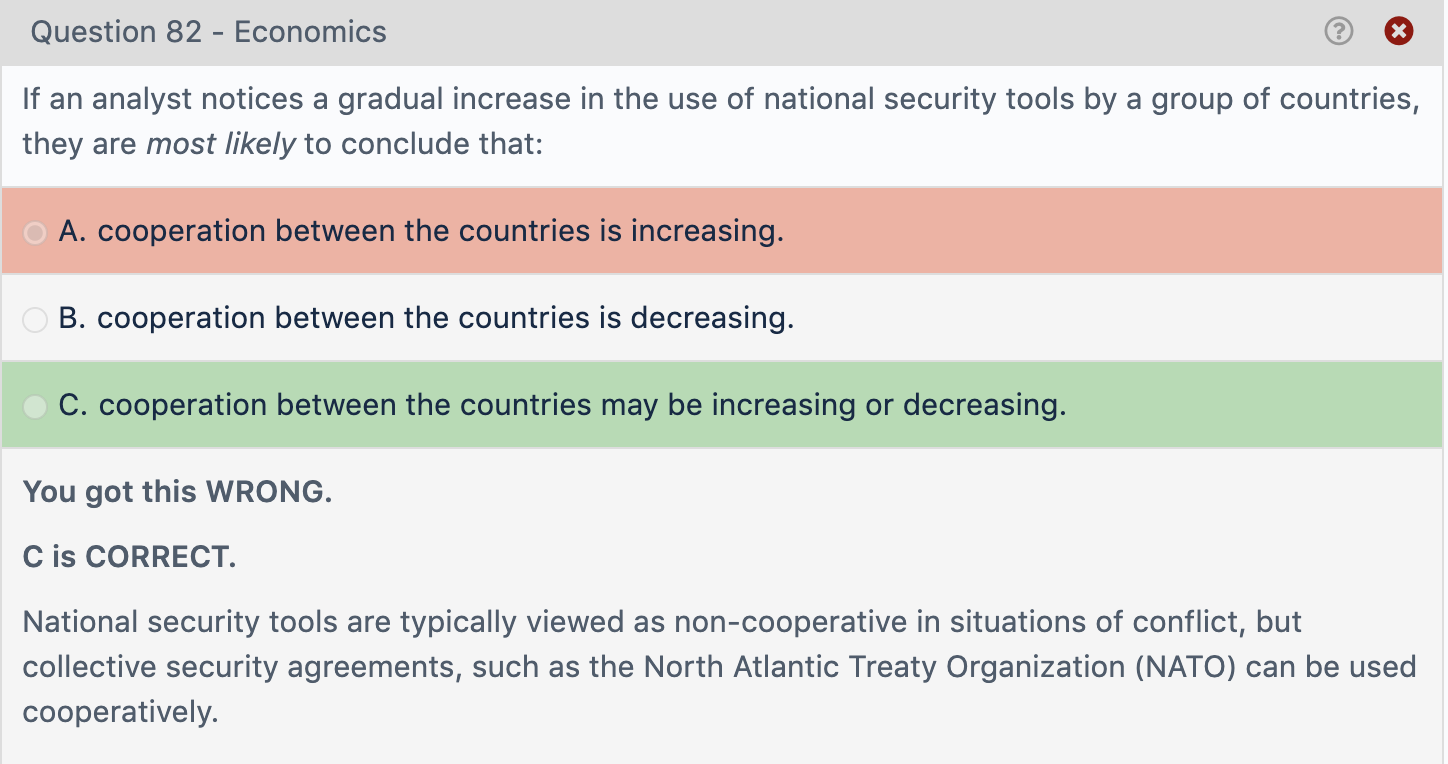 Question 82 - Economics
If an analyst notices a gradual increase in the use of national security tools by a group of countries,
they are most likely to conclude that:
A. cooperation between the countries is increasing.
B. cooperation between the countries is decreasing.
C. cooperation between the countries may be increasing or decreasing.
You got this WRONG.
C is CORRECT.
National security tools are typically viewed as non-cooperative in situations of conflict, but
collective security agreements, such as the North Atlantic Treaty Organization (NATO) can be used
cooperatively.